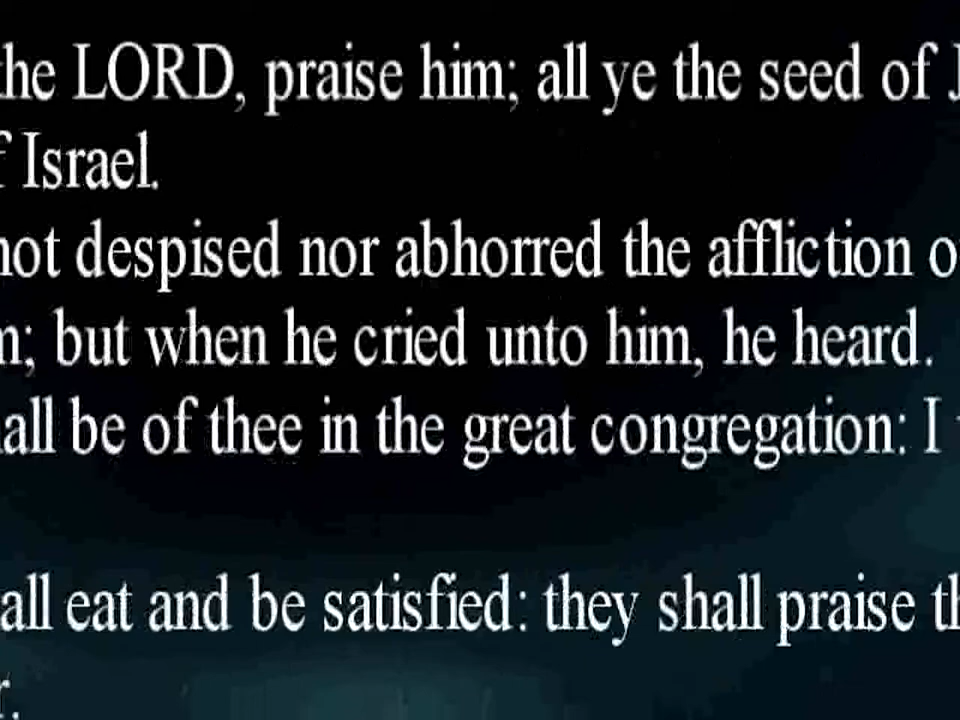 the LORD, praise him; all ye the seed of J
f Israel.
not despised nor abhorred the affliction o
m; but when he cried unto him, he heard.
all be of thee in the great congregation: I
all eat and be satisfied: they shall praise th
r.